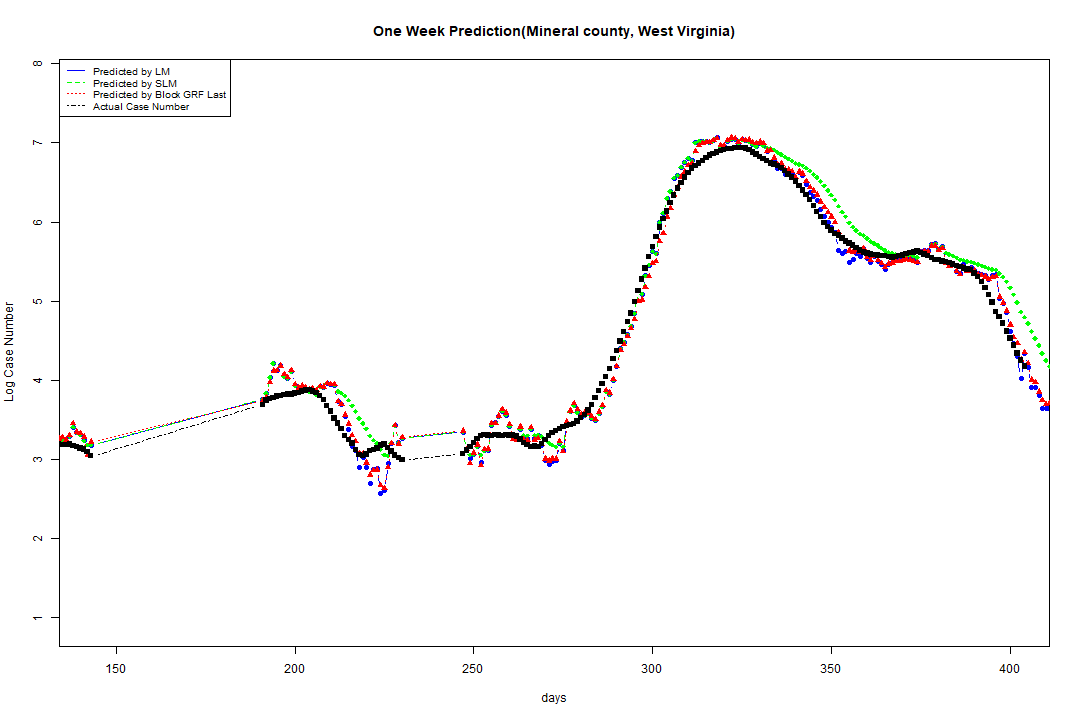 One Week Prediction(Mineral county, West Virginia)
Predicted by LM
Predicted by SLM
Predicted by Block GRF Last
Actual Case Number
8
7
6
5
4
3
2
1
Log Case Number
150 200 250 300 350 400
days